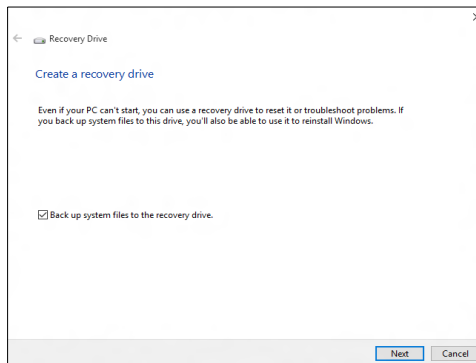 Recovery Drive
Create a recovery drive
Even if your PC can't start, you can use a recovery drive to reset it or troubleshoot problems. If
you back up system files to this drive, you'll also be able to use it to reinstall Windows.
Back up system files to the recovery drive.
Next Cancel